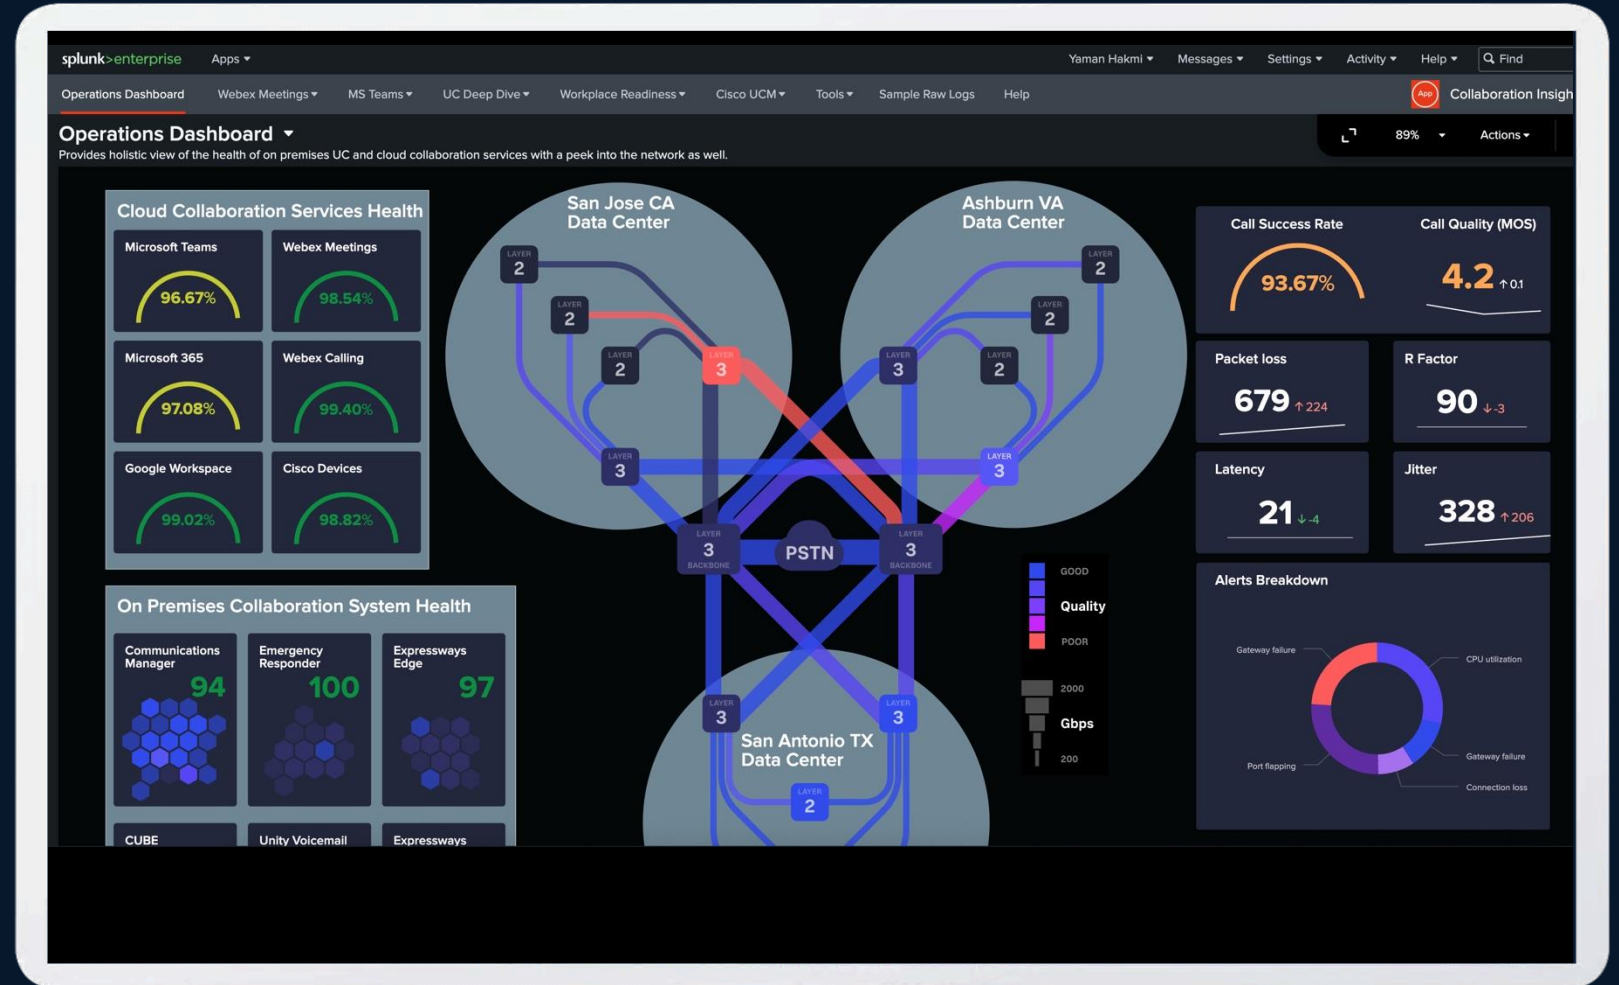 splunk>enterprise Apps Yaman Hakmi Messages Settings Activity Help Find
Operations Dashboard Webex Meetings MS Teams UC Deep Dive Workplace Readiness Cisco UCM Tools Sample Raw Logs Help App Collaboration Insigh
Operations Dashboard 89% Actions
Provides holistic view of the health of on premises UC and cloud collaboration services with a peek into the network as well.
Cloud Collaboration Services Health
Microsoft Teams Webex Meetings
96.67% 98.54%
Microsoft 365 Webex Calling
97.08% 99.40%
Google Workspace Cisco Devices
99.02% 98.82%
On Premises Collaboration System Health
Communications Manager
94
Emergency Responder
100
Expressways Edge
97
CUBE Unity Voicemail Expressways
San Jose CA
Data Center
LAYER
2
LAYER
2
LAYER
2
LAYER
3
LAYER
3
Ashburn VA
Data Center
LAYER
2
LAYER
2
LAYER
3
LAYER
2
LAYER
3
LAYER
3
BACKBONE
PSTN
LAYER
3
BACKBONE
LAYER
3
LAYER
3
San Antonio TX
Data Center
LAYER
2
GOOD
Quality
POOR
2000
Gbps
200
Call Success Rate Call Quality (MOS)
93.67% 4.2 ↑ 0.1
Packet loss R Factor
679 ↑ 224 90 ↓ -3
Latency Jitter
21 ↓ -4 328 ↑ 206
Alerts Breakdown
Gateway failure
CPU utilization
Port flapping
Gateway failure
Connection loss